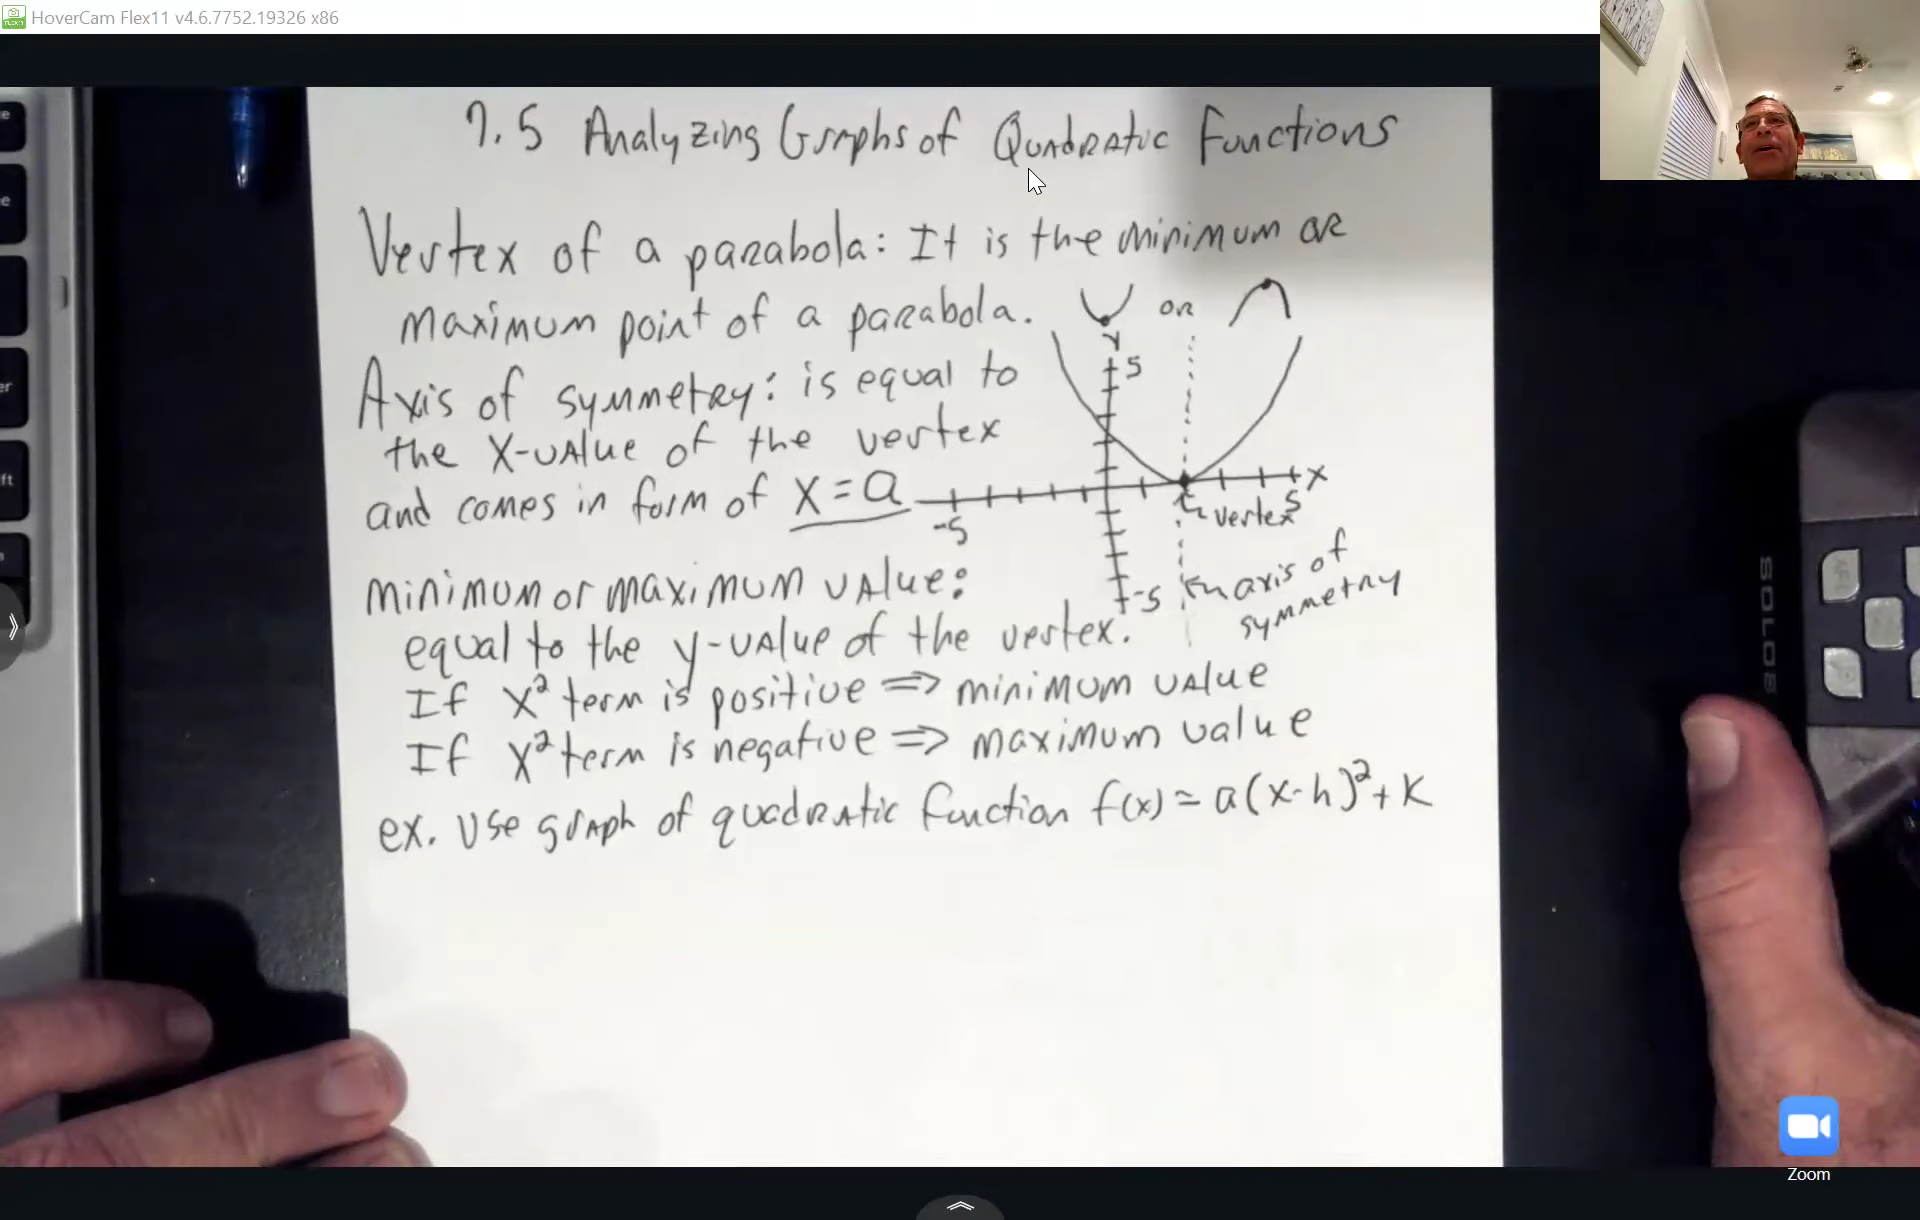 HoverCam Flex11 v4.6.7752.19326 x86
7.5 Analyzing Graphs of Quadratic Functions
Vertex of a parabola: It is the minimum or
maximum point of a parabola. or
Axis of symmetry: is equal to
the x-value of the vertex
and comes in form of x = a
y
5
-5
x
5
vertex
-5
axis of
symmetry
minimum or maximum value:
equal to the y-value of the vertex.
If x² term is positive ⇒ minimum value
If x² term is negative ⇒ maximum value
ex. Use graph of quadratic function f(x) = a(x-h)² + k
SOLDES
Zoom